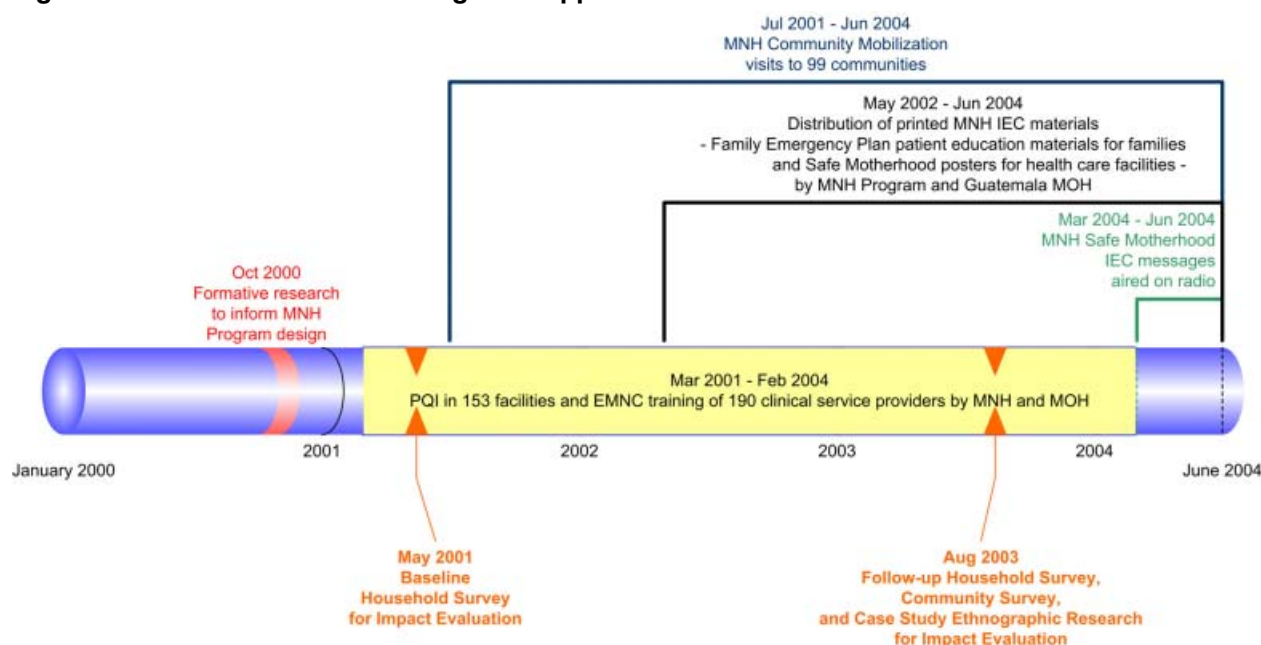 Jul 2001 - Jun 2004
MNH Community Mobilization
visits to 99 communities
May 2002 - Jun 2004
Distribution of printed MNH IEC materials
- Family Emergency Plan patient education materials for families
and Safe Motherhood posters for health care facilities -
by MNH Program and Guatemala MOH
Mar 2004 - Jun 2004
MNH Safe Motherhood
IEC messages
aired on radio
Oct 2000
Formative research
to inform MNH
Program design
Mar 2001 - Feb 2004
PQI in 153 facilities and EMNC training of 190 clinical service providers by MNH and MOH
January 2000
2001
2002
2003
2004
June 2004
May 2001
Baseline
Household Survey
for Impact Evaluation
Aug 2003
Follow-up Household Survey,
Community Survey,
and Case Study Ethnographic Research
for Impact Evaluation